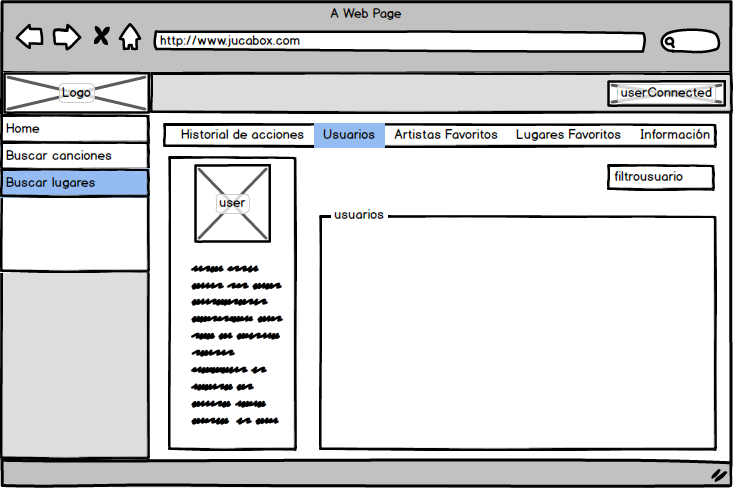 A Web Page
http://www.jucabox.com
Logo
userConnected
Home
Buscar canciones
Buscar lugares
Historial de acciones Usuarios Artistas Favoritos Lugares Favoritos Información
user
filtrousuario
usuarios